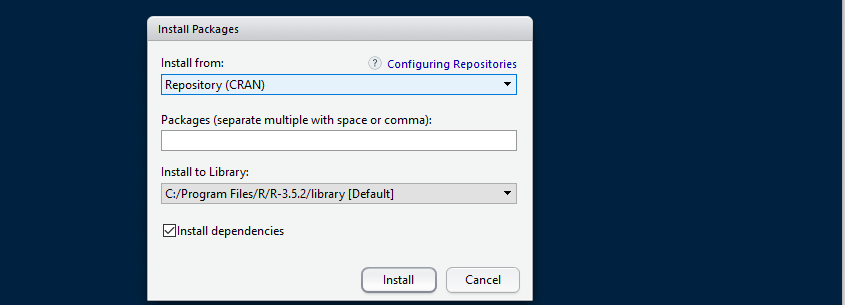 Install Packages
Install from:
? Configuring Repositories
Repository (CRAN)
Packages (separate multiple with space or comma):
Install to Library:
C:/Program Files/R/R-3.5.2/library [Default]
Install dependencies
Install Cancel